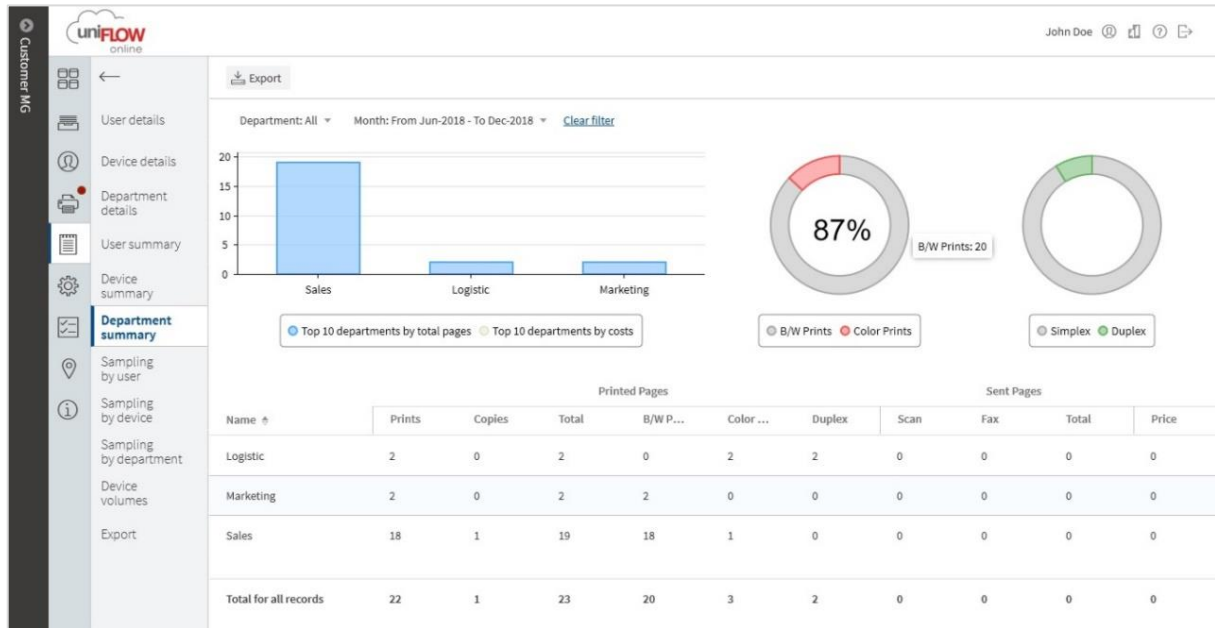 Customer MG
uniFLOW
online
John Doe
Export
User details
Device details
Department
details
User summary
Device
summary
Department
summary
Sampling
by user
Sampling
by device
Sampling
by department
Device
volumes
Export
Department: All Month: From Jun-2018 - To Dec-2018 Clear filter
20
15
10
5
0
Sales Logistic Marketing
Top 10 departments by total pages Top 10 departments by costs
87%
B/W Prints: 20
B/W Prints Color Prints
Simplex Duplex
Printed Pages Sent Pages
Name Prints Copies Total B/W P... Color ... Duplex Scan Fax Total Price
Logistic 2 0 2 0 2 2 0 0 0 0
Marketing 2 0 2 2 0 0 0 0 0 0
Sales 18 1 19 18 1 0 0 0 0 0
Total for all records 22 1 23 20 3 2 0 0 0 0